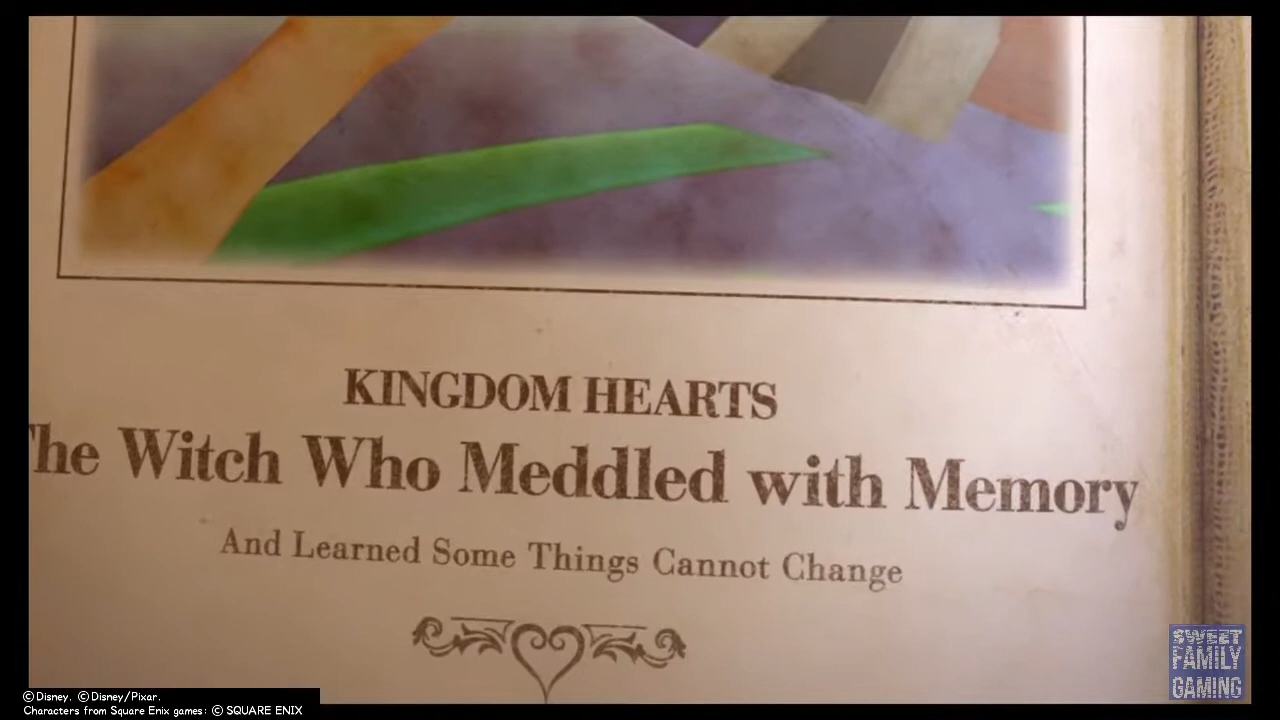 KINGDOM HEARTS
The Witch Who Meddled with Memory
And Learned Some Things Cannot Change
SWEET
FAMILY
GAMING
© Disney. © Disney/Pixar.
Characters from Square Enix games: © SQUARE ENIX